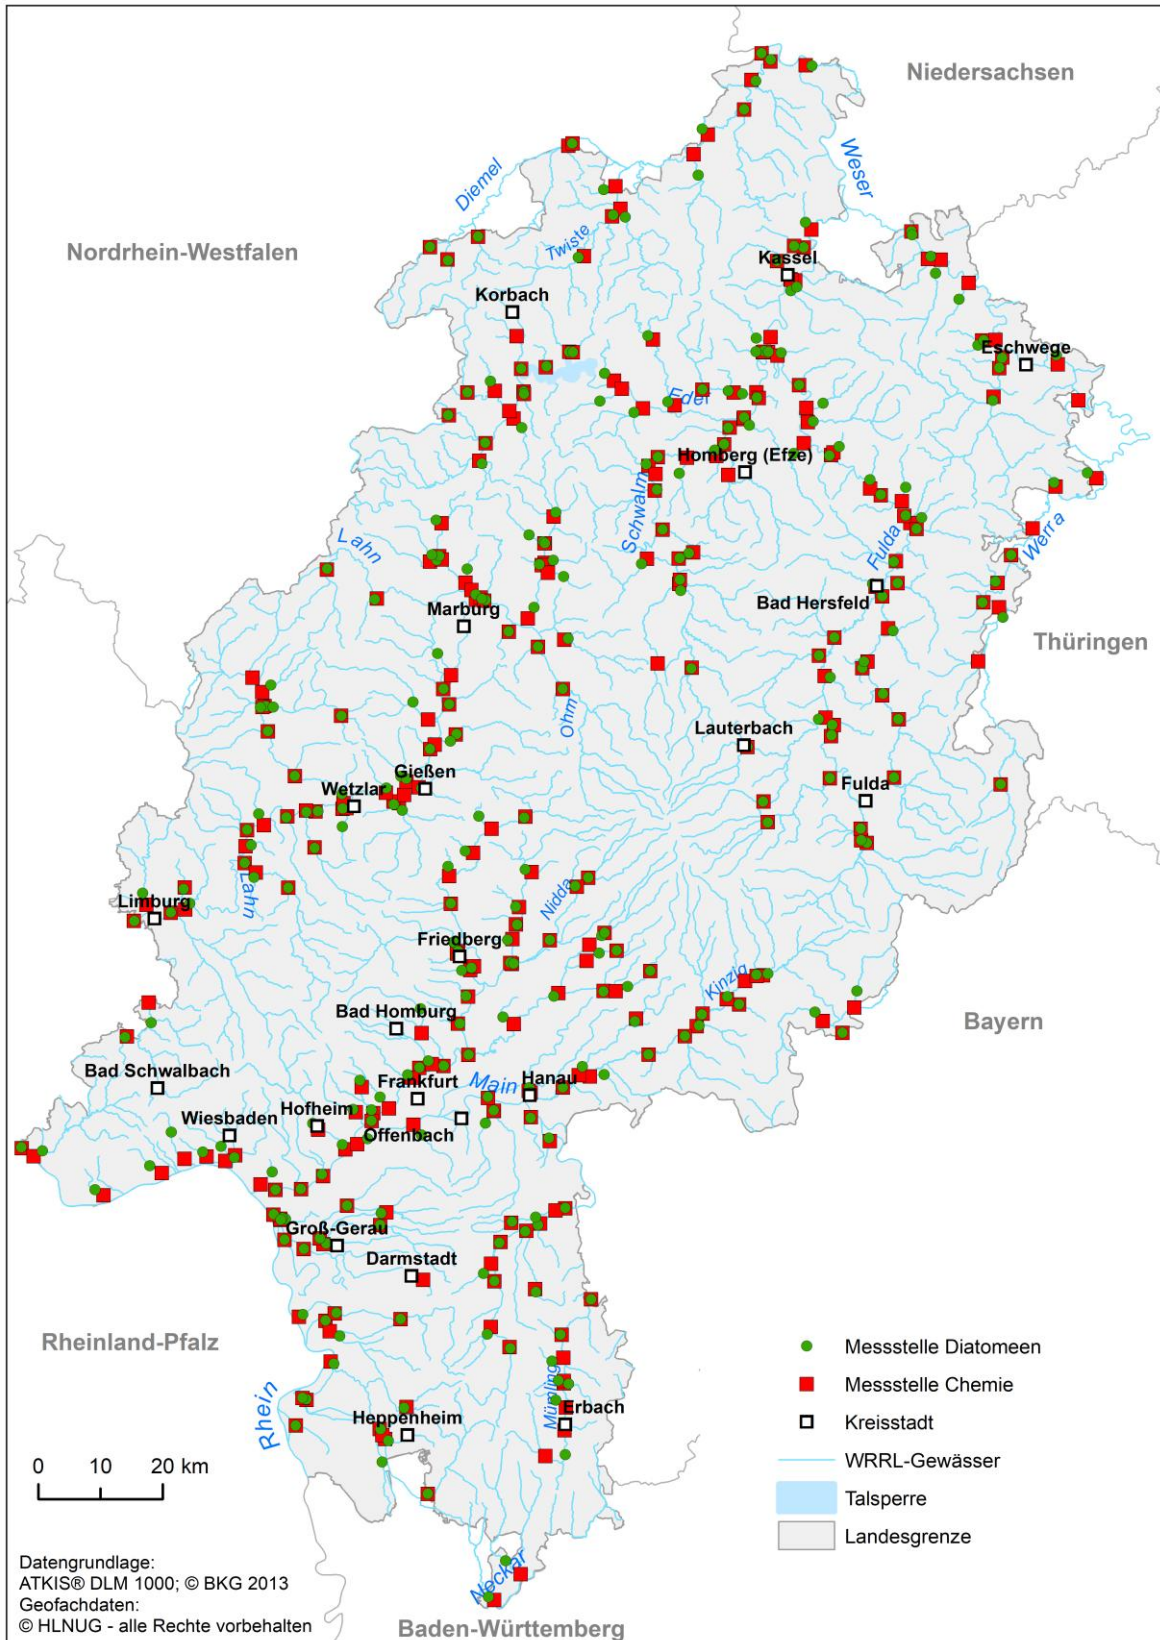 Niedersachsen
Weser
Diemel
Nordrhein-Westfalen
Twiste
Kassel
Korbach
Eschwege
Eder
Homberg (Efze)
Schwalm
Lahn
Fulda
Werra
Marburg
Bad Hersfeld
Thüringen
Ohm
Lauterbach
Gießen
Wetzlar
Fulda
Lahn
Limburg
Nidda
Friedberg
Kinzig
Bad Homburg
Bayern
Bad Schwalbach
Frankfurt
Main
Hanau
Hofheim
Wiesbaden
Offenbach
Groß-Gerau
Darmstadt
Rheinland-Pfalz
Rhein
Mümling
Heppenheim
Erbach
Neckar
Baden-Württemberg
Messstelle Diatomeen
Messstelle Chemie
Kreisstadt
WRRL-Gewässer
Talsperre
Landesgrenze
0 10 20 km
Datengrundlage:
ATKIS® DLM 1000; © BKG 2013
Geofachdaten:
© HLNUG - alle Rechte vorbehalten